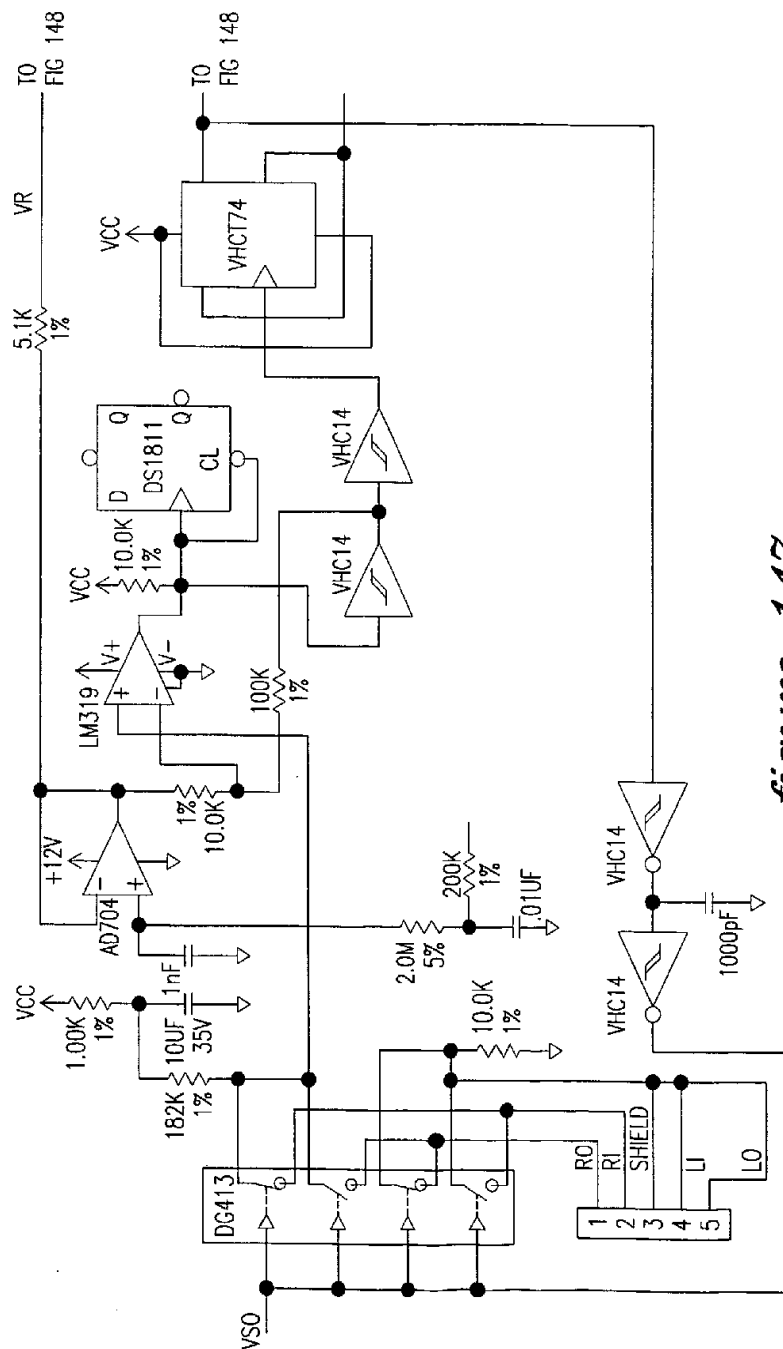 TO
FIG 148
VR
5.1K
1%
TO
FIG 148
VCC
VHCT74
D
Q
DS1811
CL
Q
VCC
10.0K
1%
LM319
V+
V-
+
-
VHC14
VHC14
100K
1%
+12V
AD704
-
+
1%
10.0K
1nF
VCC
1.00K
1%
10UF
35V
182K
1%
2.0M
5%
200K
1%
.01UF
10.0K
1%
DG413
VSO
1
2
3
4
5
RO
RI
SHIELD
LI
LO
VHC14
VHC14
1000pF